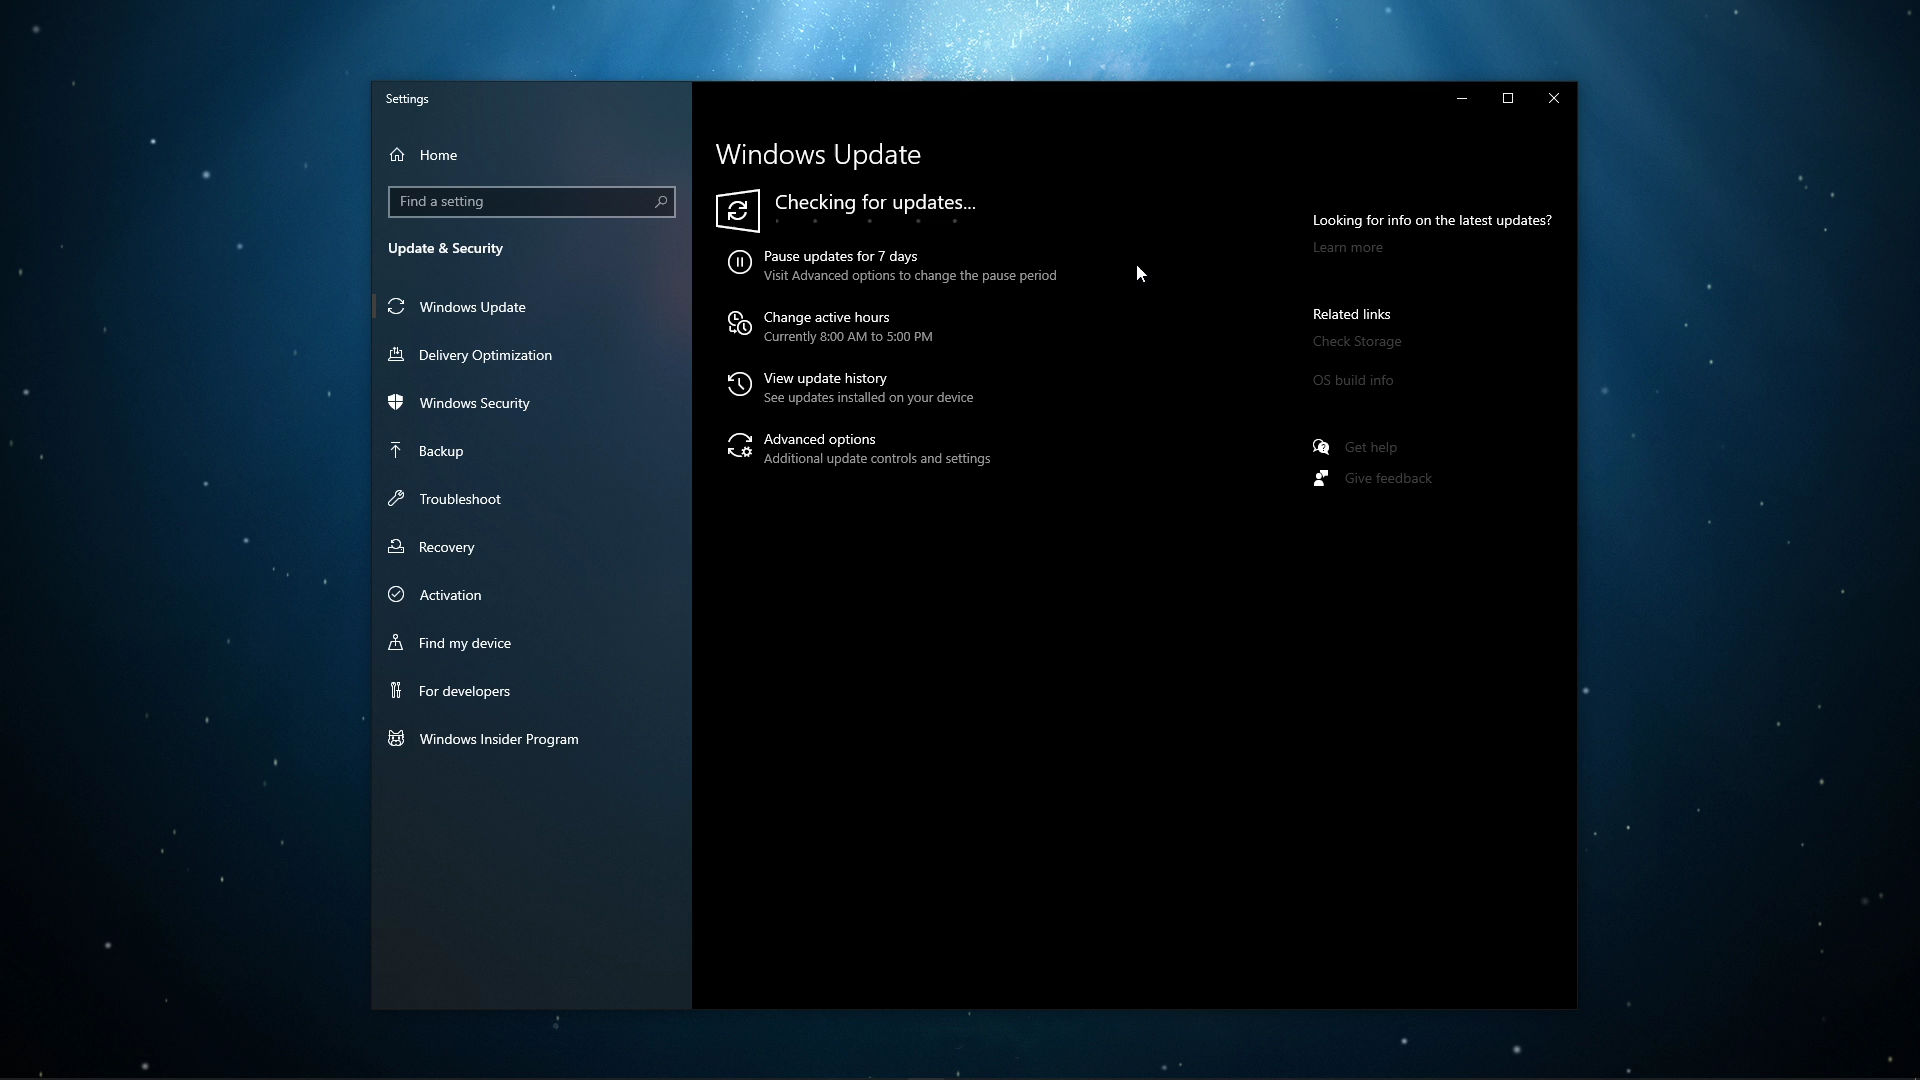 Settings
Home
Find a setting
Update & Security
Windows Update
Delivery Optimization
Windows Security
Backup
Troubleshoot
Recovery
Activation
Find my device
For developers
Windows Insider Program
Windows Update
Checking for updates...
Pause updates for 7 days
Visit Advanced options to change the pause period
Change active hours
Currently 8:00 AM to 5:00 PM
View update history
See updates installed on your device
Advanced options
Additional update controls and settings
Looking for info on the latest updates?
Learn more
Related links
Check Storage
OS build info
Get help
Give feedback